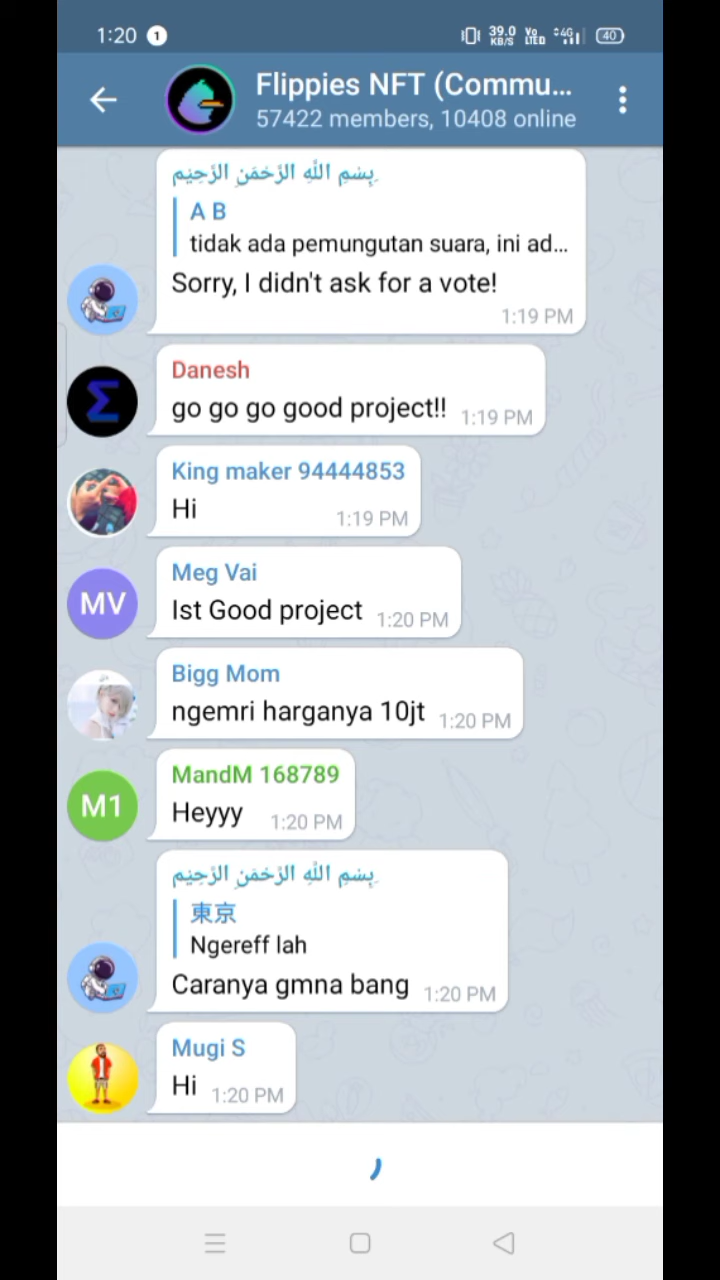 1:20 1 39.0 KB/S Vo LTED 4G 40
Flippies NFT (Commu...
57422 members, 10408 online
بِسْمِ اللَّهِ الرَّحْمَنِ الرَّحِيْمِ
A B
tidak ada pemungutan suara, ini ad...
Sorry, I didn't ask for a vote!
1:19 PM
Danesh
go go go good project!! 1:19 PM
King maker 94444853
Hi 1:19 PM
MV
Meg Vai
Ist Good project 1:20 PM
Bigg Mom
ngemri harganya 10jt 1:20 PM
M1
MandM 168789
Heyyy 1:20 PM
بِسْمِ اللَّهِ الرَّحْمَنِ الرَّحِيْمِ
東京
Ngereff lah
Caranya gmna bang 1:20 PM
Mugi S
Hi 1:20 PM